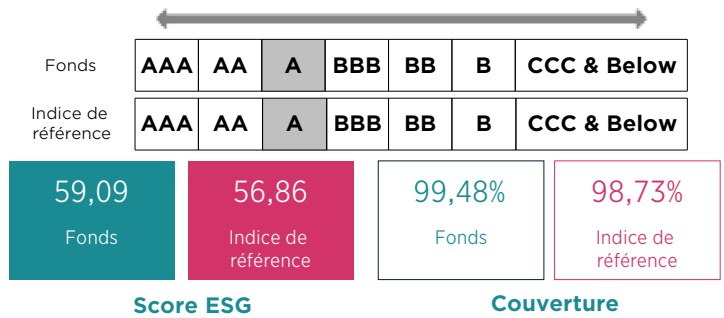 Fonds AAA AA A BBB BB B CCC & Below
Indice de référence AAA AA A BBB BB B CCC & Below
59,09 56,86 99,48% 98,73%
Fonds Indice de référence Fonds Indice de référence
Score ESG Couverture